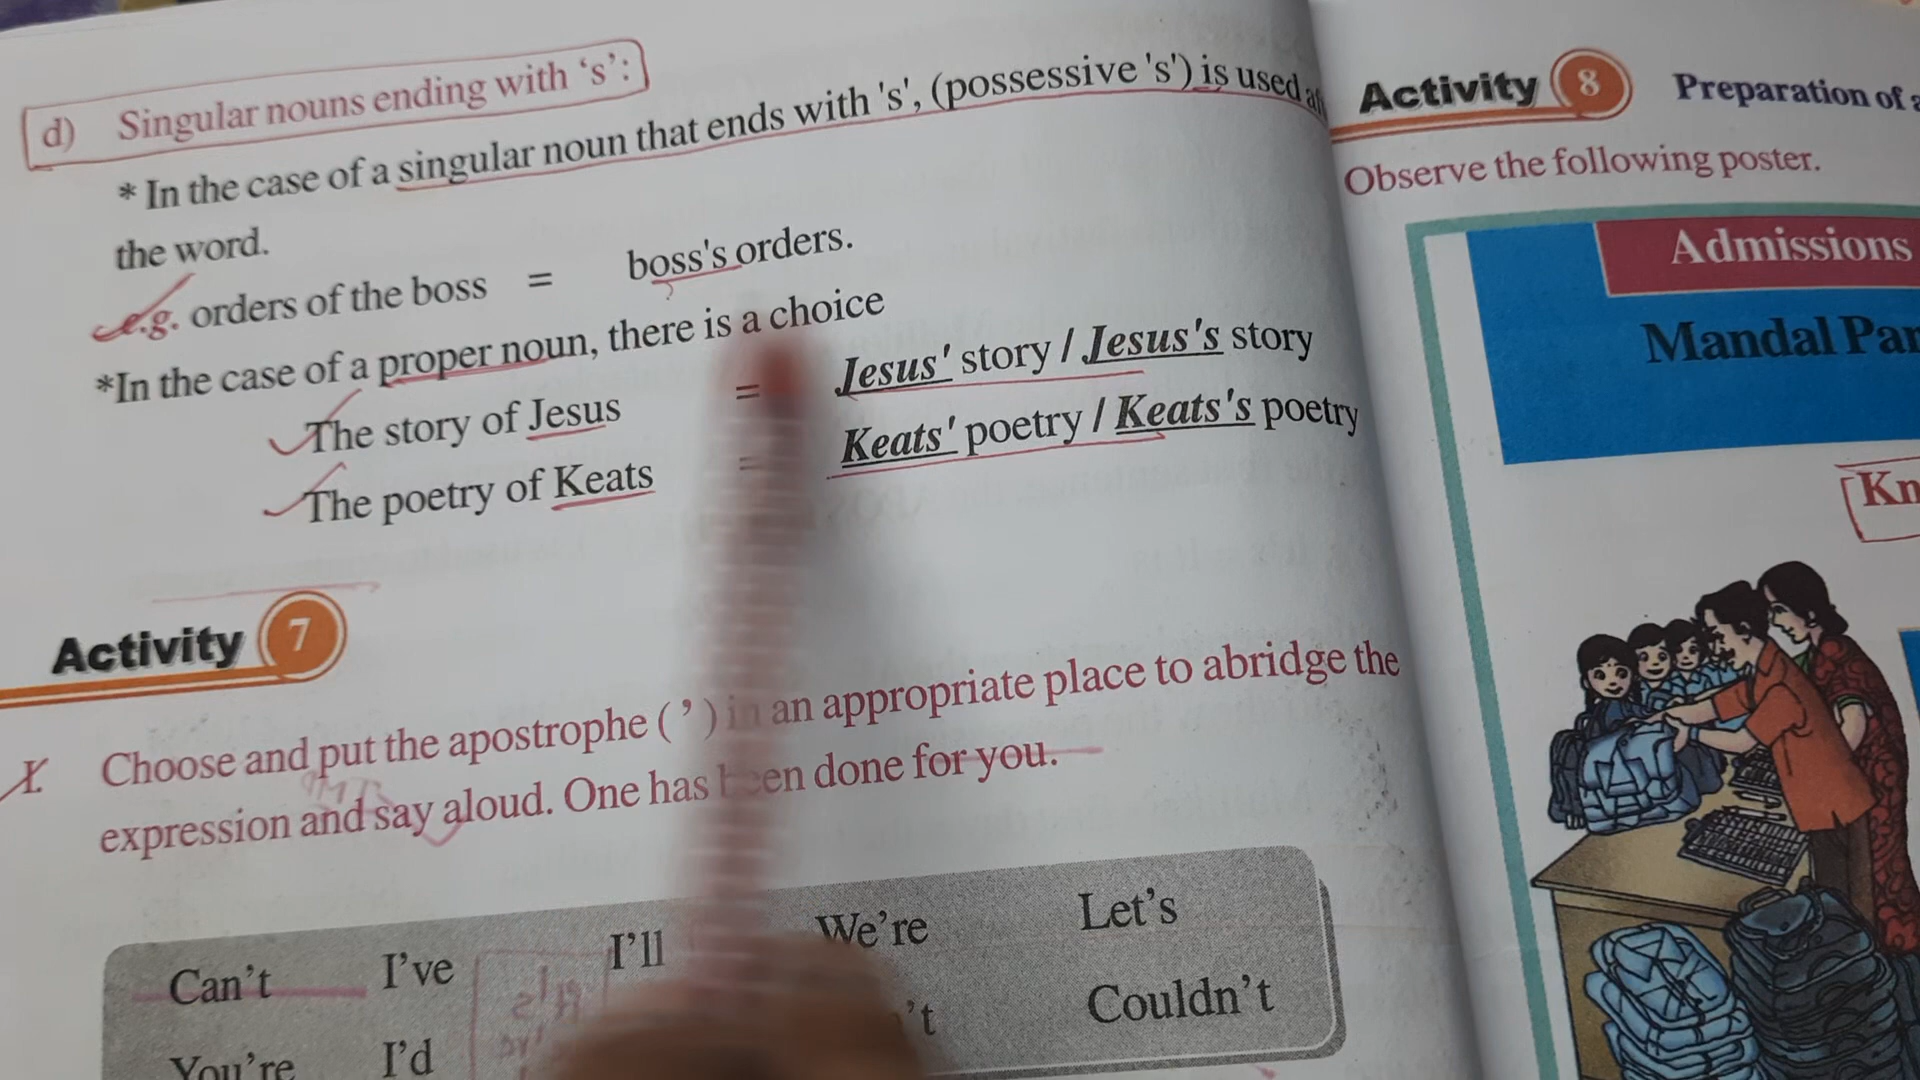 d) Singular nouns ending with ‘s’:
* In the case of a singular noun that ends with 's', (possessive 's') is used
the word.
e.g. orders of the boss = boss's orders.
*In the case of a proper noun, there is a choice
The story of Jesus = Jesus' story / Jesus's story
The poetry of Keats = Keats' poetry / Keats's poetry
Activity 7
I. Choose and put the apostrophe ( ’ ) in an appropriate place to abridge the
expression and say aloud. One has been done for you.
Can’t I’ve I’ll We’re Let’s
You’re I’d ’t Couldn’t
Activity 8 Preparation of
Observe the following poster.
Admissions
Mandal